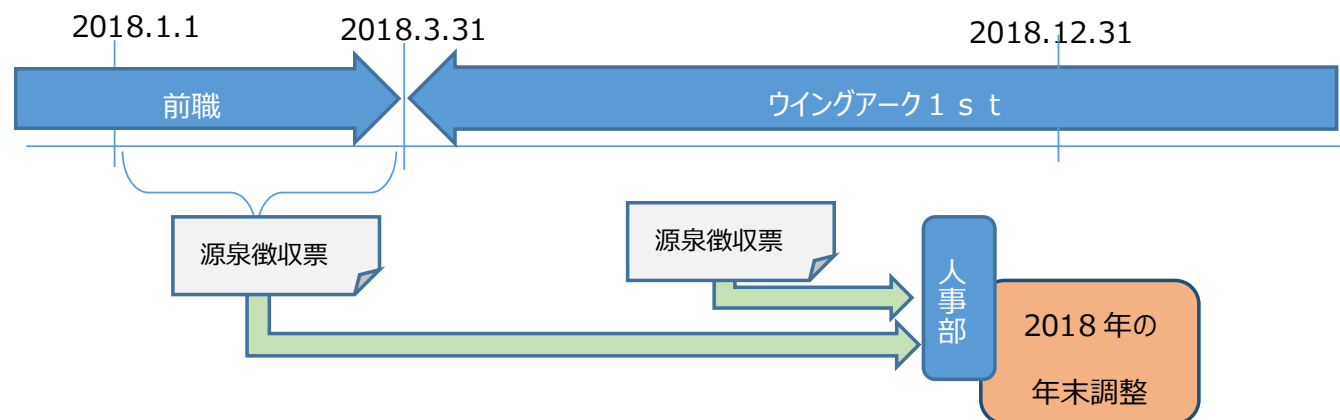 2018.1.1
2018.3.31
2018.12.31
前職
ウイングアーク1 s t
源泉徴収票
源泉徴収票
人事部
2018 年の
年末調整